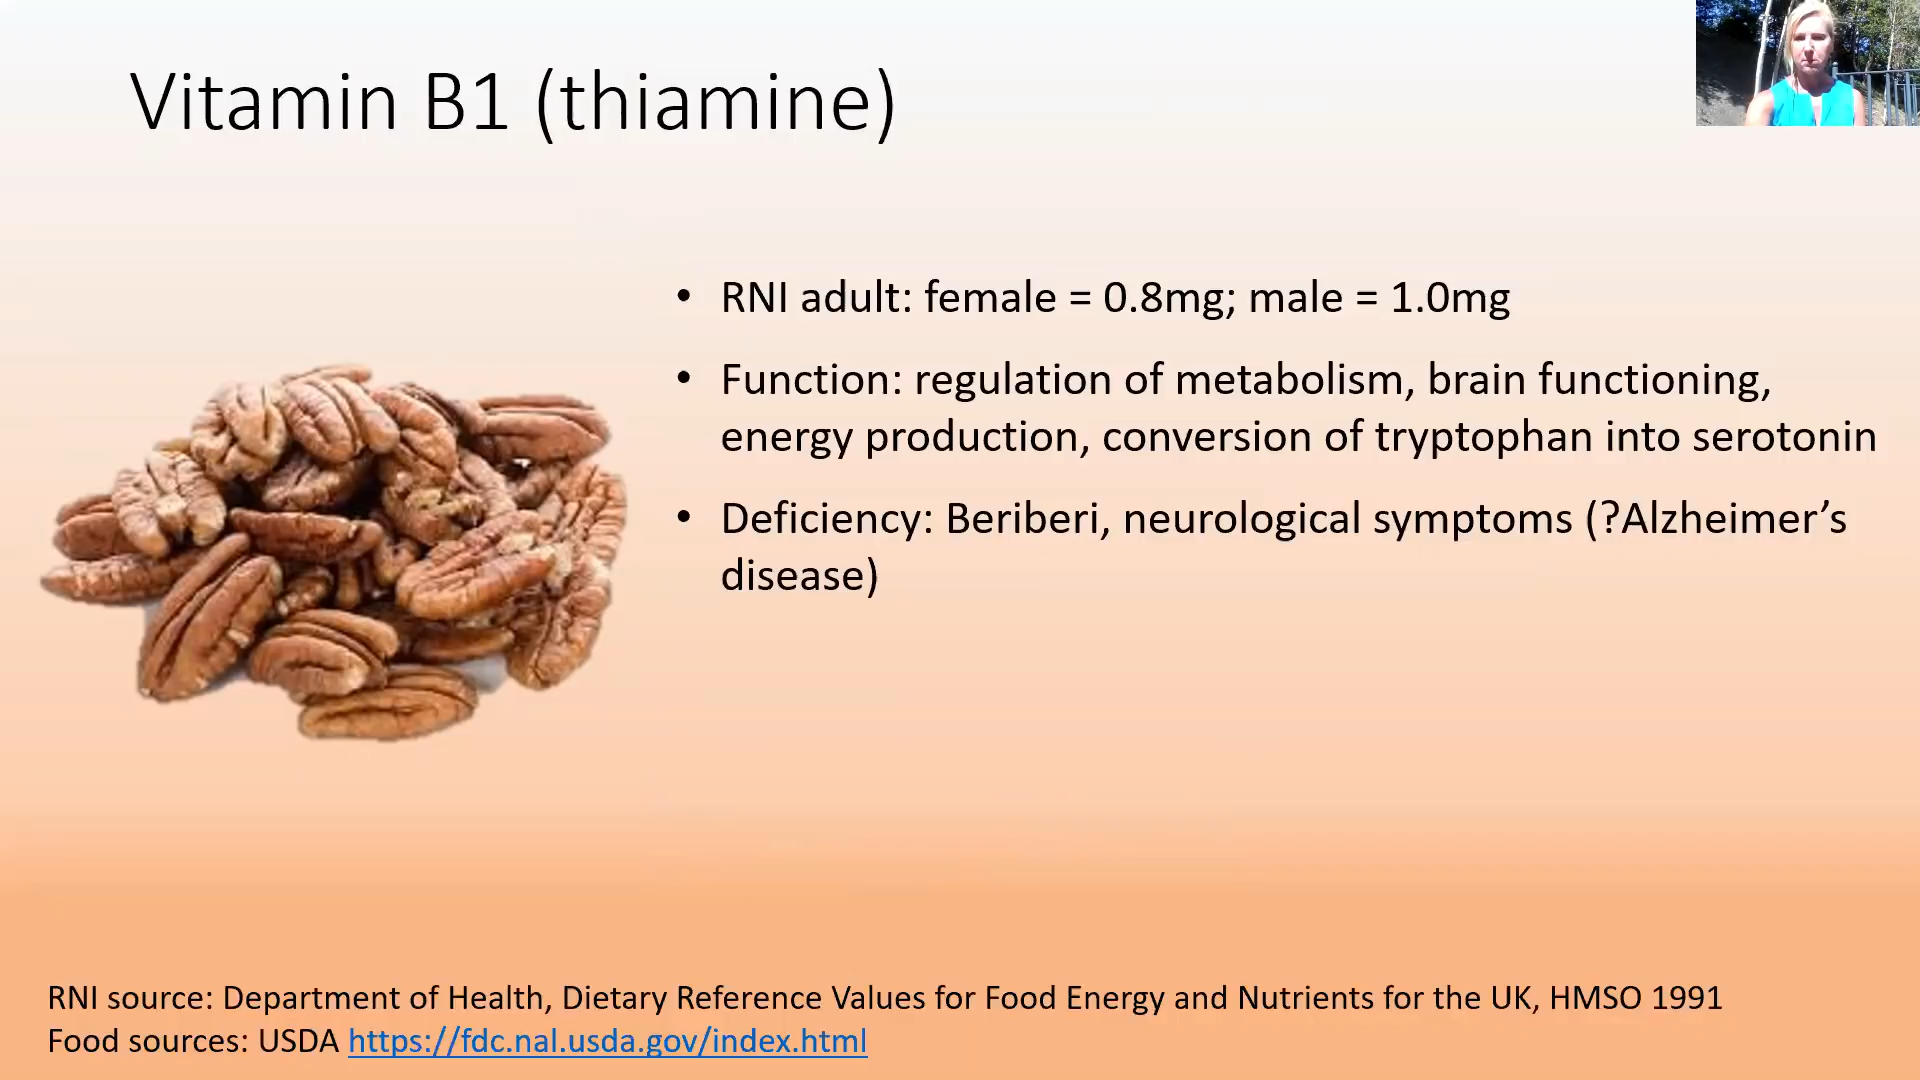 Vitamin B1 (thiamine)
• RNI adult: female = 0.8mg; male = 1.0mg
• Function: regulation of metabolism, brain functioning,
energy production, conversion of tryptophan into serotonin
• Deficiency: Beriberi, neurological symptoms (?Alzheimer’s
disease)
RNI source: Department of Health, Dietary Reference Values for Food Energy and Nutrients for the UK, HMSO 1991
Food sources: USDA https://fdc.nal.usda.gov/index.html